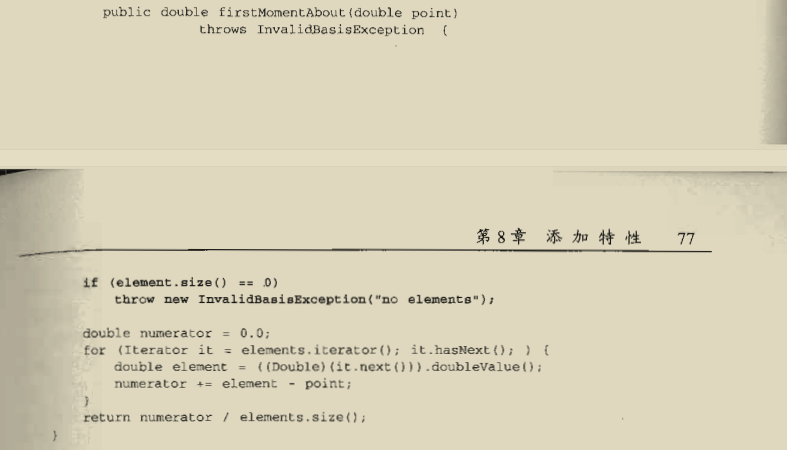 public double firstMomentAbout(double point)
throws InvalidBasisException {
第8章 添加特性 77
if (element.size() == 0)
throw new InvalidBasisException("no elements");
double numerator = 0.0;
for (Iterator it = elements.iterator(); it.hasNext(); ) {
double element = ((Double)(it.next())).doubleValue();
numerator += element - point;
}
return numerator / elements.size();
}